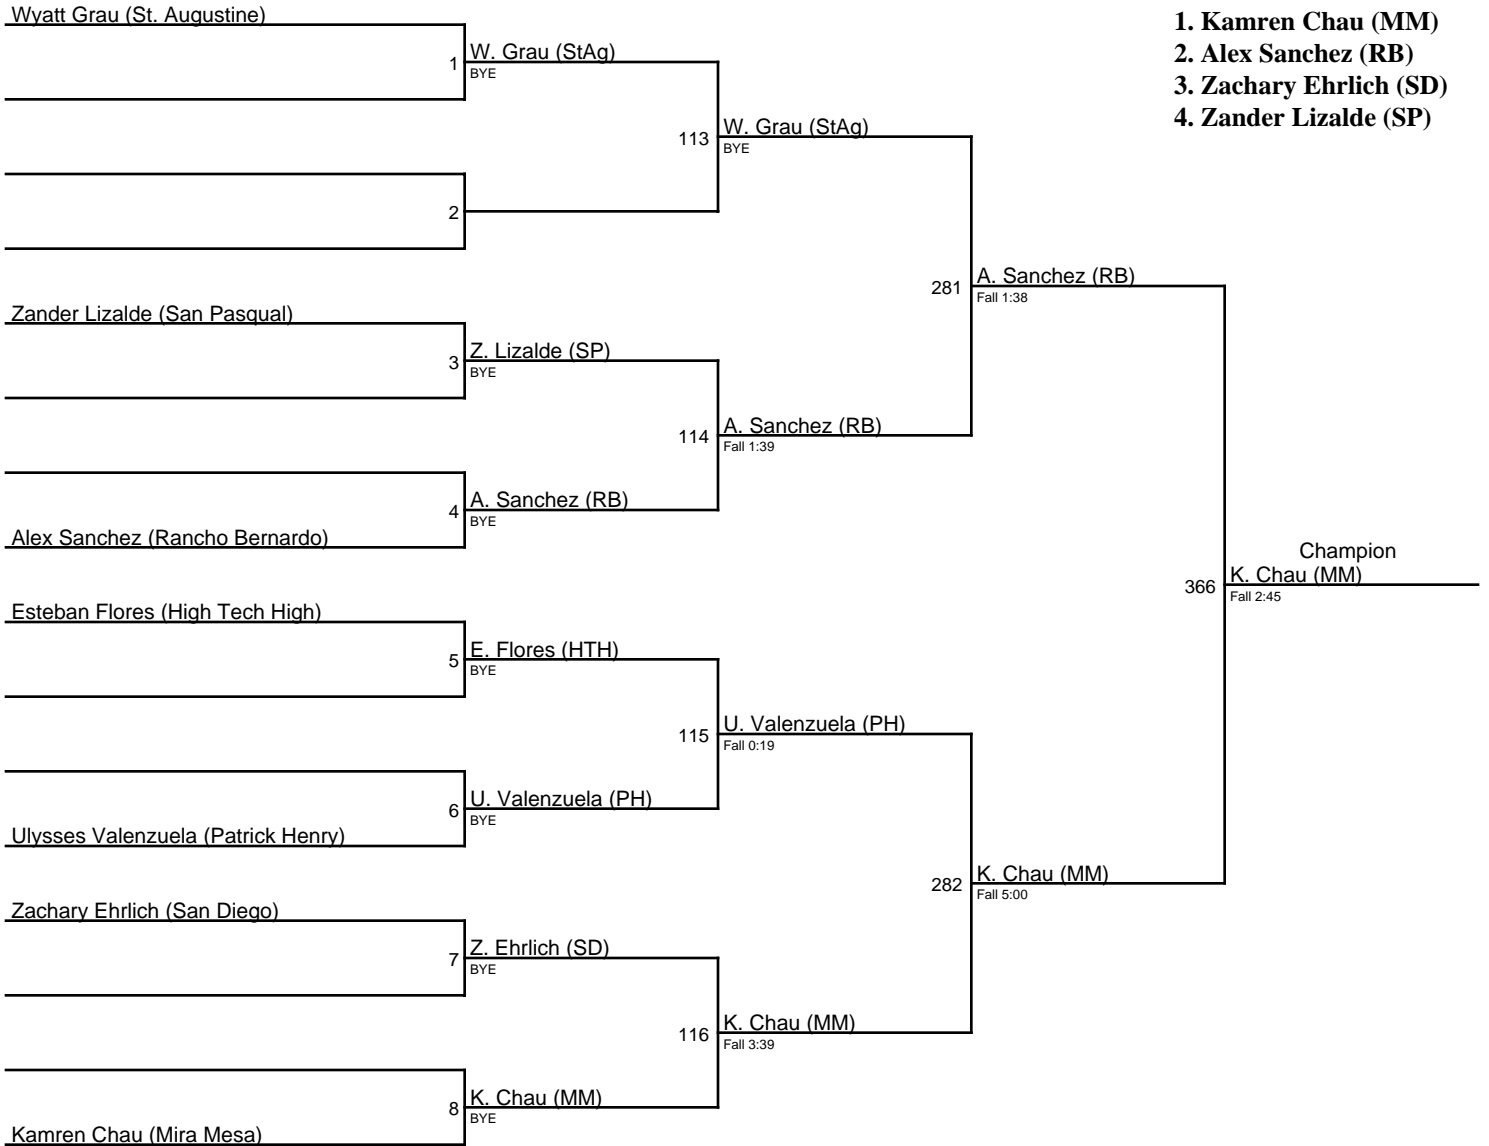 Wyatt Grau (St. Augustine)
1. Kamren Chau (MM)
2. Alex Sanchez (RB)
3. Zachary Ehrlich (SD)
4. Zander Lizalde (SP)
1
W. Grau (StAg)
BYE
113
W. Grau (StAg)
BYE
2
281
A. Sanchez (RB)
Fall 1:38
Zander Lizalde (San Pasqual)
3
Z. Lizalde (SP)
BYE
114
A. Sanchez (RB)
Fall 1:39
4
A. Sanchez (RB)
BYE
Alex Sanchez (Rancho Bernardo)
Champion
366
K. Chau (MM)
Fall 2:45
Esteban Flores (High Tech High)
5
E. Flores (HTH)
BYE
115
U. Valenzuela (PH)
Fall 0:19
6
U. Valenzuela (PH)
BYE
Ulysses Valenzuela (Patrick Henry)
282
K. Chau (MM)
Fall 5:00
Zachary Ehrlich (San Diego)
7
Z. Ehrlich (SD)
BYE
116
K. Chau (MM)
Fall 3:39
8
K. Chau (MM)
BYE
Kamren Chau (Mira Mesa)